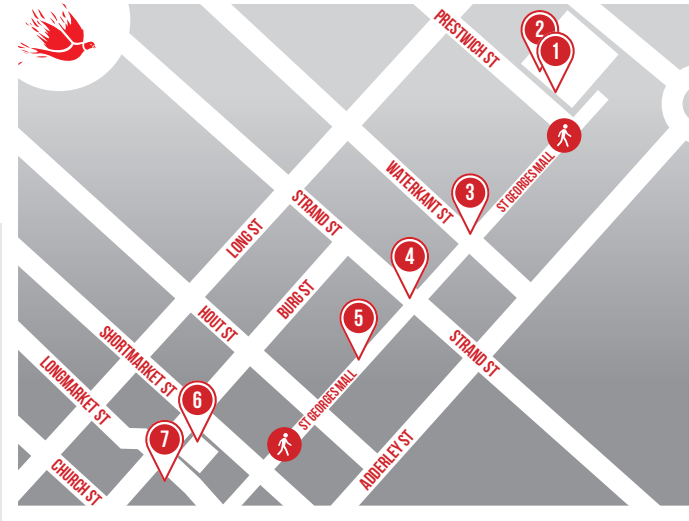 PRESTWICH ST
2
1
ST GEORGES MALL
WATERKANT ST
3
STRAND ST
LONG ST
4
BURG ST
HOUT ST
5
STRAND ST
SHORTMARKET ST
LONGMARKET ST
6
ST GEORGES MALL
7
ADDERLEY ST
CHURCH ST